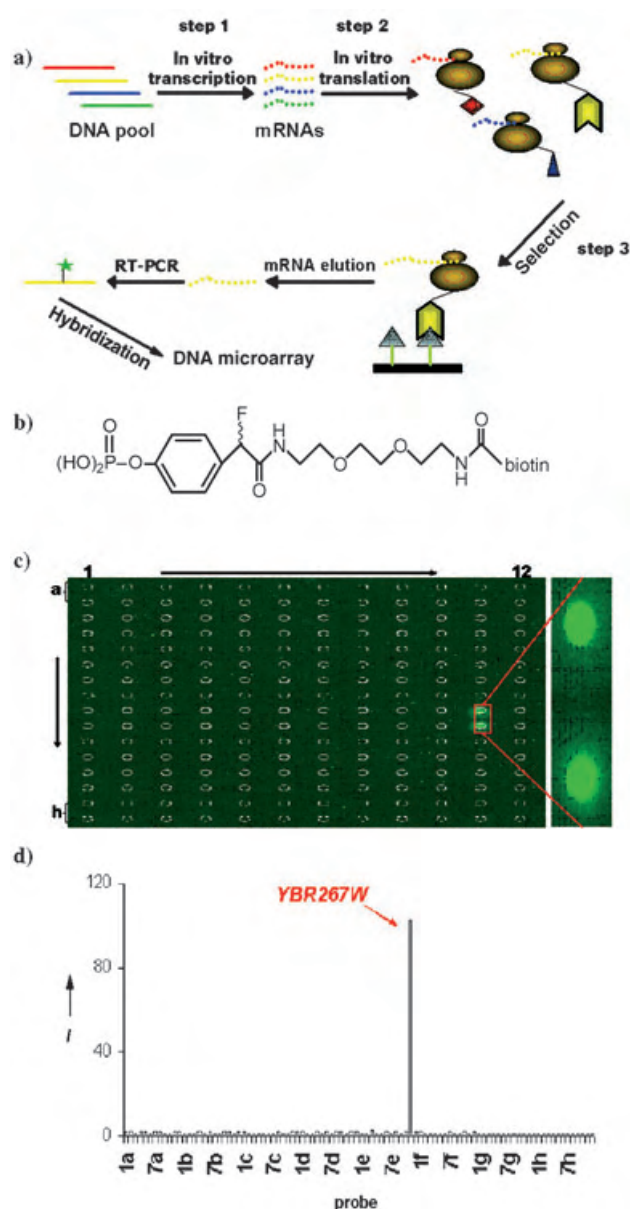 a)
step 1
step 2
In vitro
transcription
In vitro
translation
DNA pool
mRNAs
Selection
step 3
RT-PCR
mRNA elution
Hybridization
DNA microarray
b)
(HO)₂P
O
O
F
O
H
N
O
O
N
H
O
biotin
c)
1
12
a
h
d)
120
80
40
0
I
YBR267W
1a
7a
1b
7b
1c
7c
1d
7d
1e
7e
1f
7f
1g
7g
1h
7h
probe